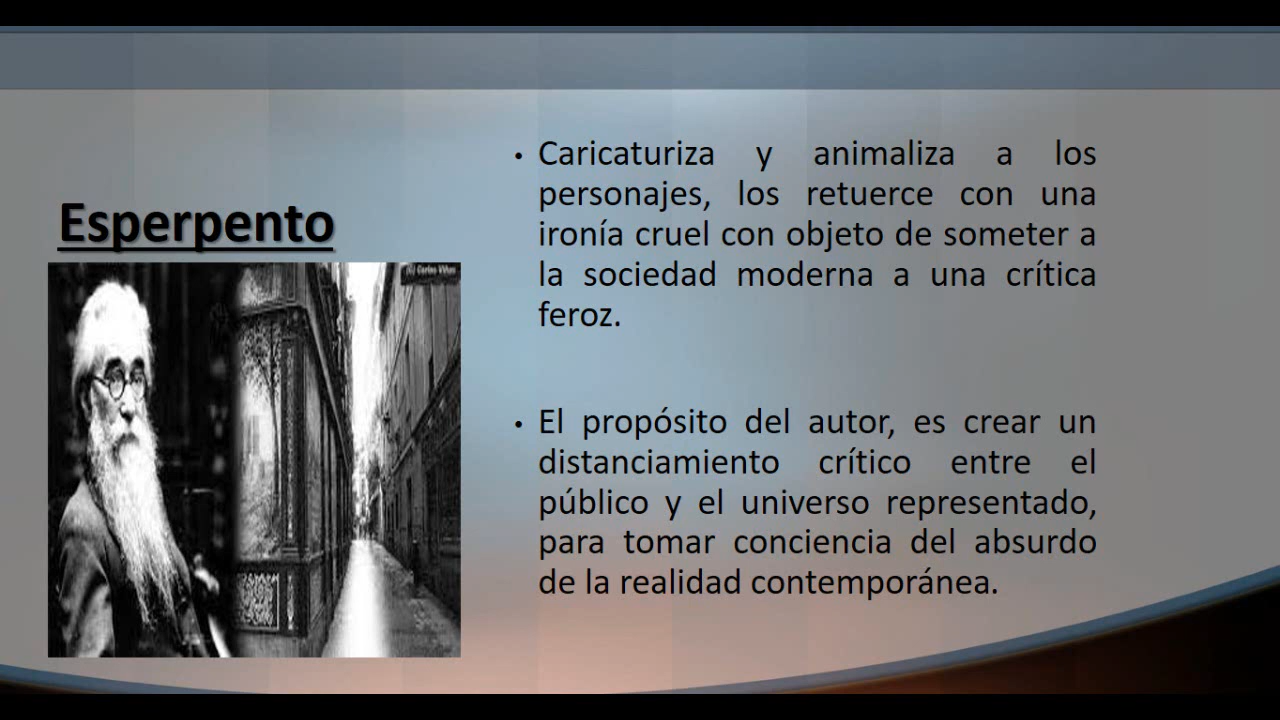 Esperpento
(c) Carlos Viñas
• Caricaturiza y animaliza a los
personajes, los retuerce con una
ironía cruel con objeto de someter a
la sociedad moderna a una crítica
feroz.
• El propósito del autor, es crear un
distanciamiento crítico entre el
público y el universo representado,
para tomar conciencia del absurdo
de la realidad contemporánea.